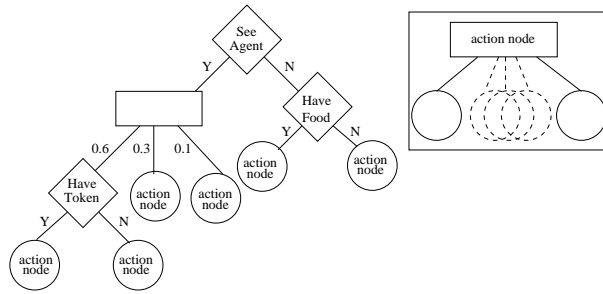 See
Agent
action node
Y
N
Have
Food
0.6
0.3
0.1
Y
N
Have
Token
action
node
action
node
action
node
action
node
Y
N
action
node
action
node